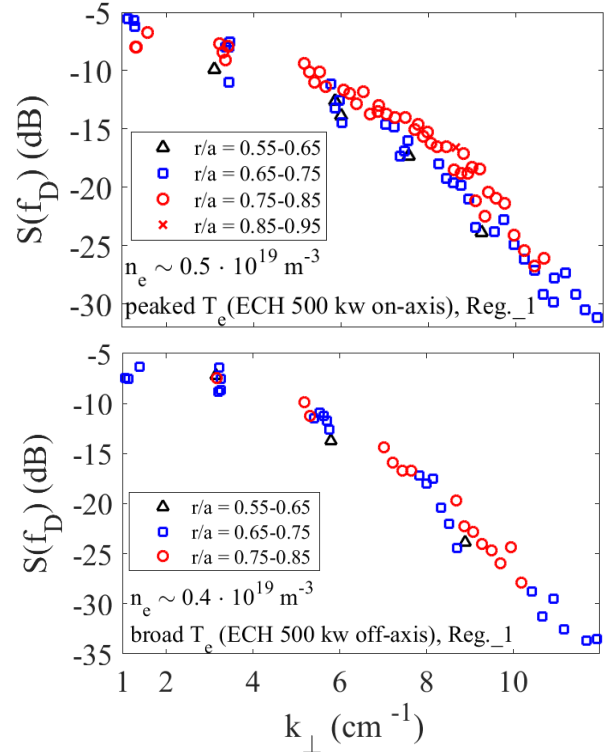 -5
-10
-15
-20
-25
-30
S(f_D) (dB)
r/a = 0.55-0.65
r/a = 0.65-0.75
r/a = 0.75-0.85
r/a = 0.85-0.95
n_e ∼ 0.5 · 10^19 m^-3
peaked T_e(ECH 500 kw on-axis), Reg._1
-5
-10
-15
-20
-25
-30
-35
S(f_D) (dB)
r/a = 0.55-0.65
r/a = 0.65-0.75
r/a = 0.75-0.85
n_e ∼ 0.4 · 10^19 m^-3
broad T_e (ECH 500 kw off-axis), Reg._1
1 2 4 6 8 10
k_⊥ (cm^-1)